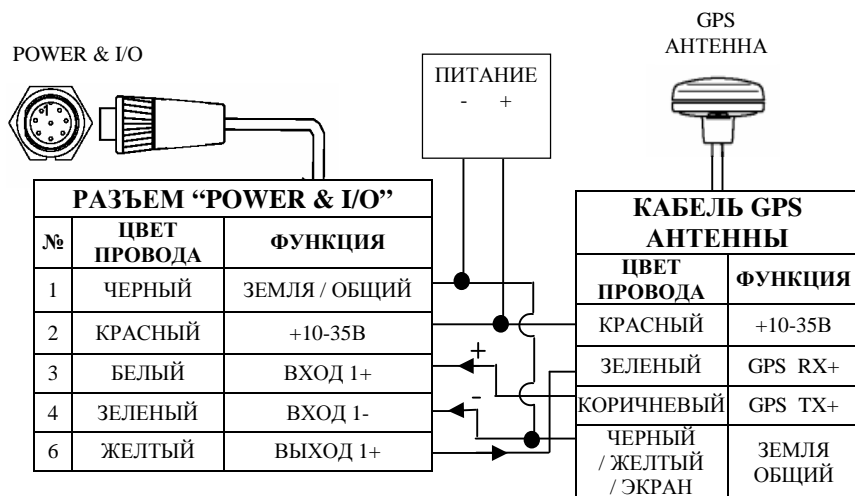 GPS
АНТЕННА
POWER & I/O
ПИТАНИЕ
- +
РАЗЪЕМ “POWER & I/O”
№ ЦВЕТ ПРОВОДА ФУНКЦИЯ
1 ЧЕРНЫЙ ЗЕМЛЯ / ОБЩИЙ
2 КРАСНЫЙ +10-35В
3 БЕЛЫЙ ВХОД 1+
4 ЗЕЛЕНЫЙ ВХОД 1-
6 ЖЕЛТЫЙ ВЫХОД 1+
+
-
КАБЕЛЬ GPS
АНТЕННЫ
ЦВЕТ ПРОВОДА ФУНКЦИЯ
КРАСНЫЙ +10-35В
ЗЕЛЕНЫЙ GPS RX+
КОРИЧНЕВЫЙ GPS TX+
ЧЕРНЫЙ
/ ЖЕЛТЫЙ
/ ЭКРАН
ЗЕМЛЯ
ОБЩИЙ
1